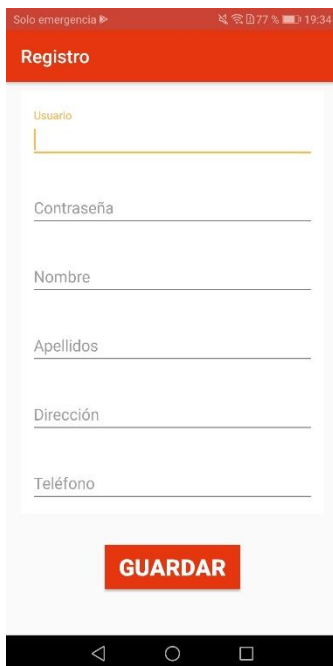 Solo emergencia 77 % 19:34
Registro
Usuario
Contraseña
Nombre
Apellidos
Dirección
Teléfono
GUARDAR